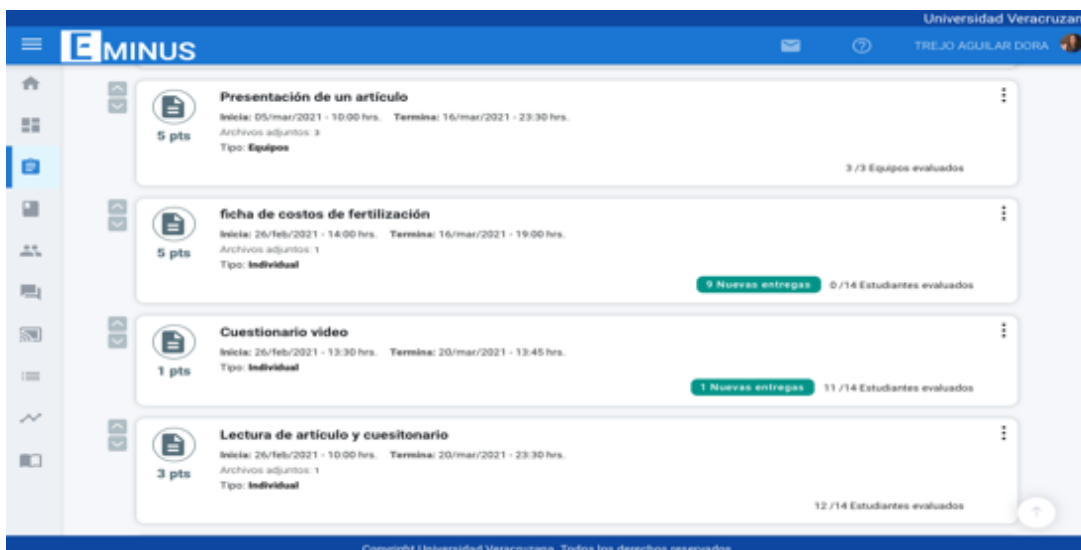 Universidad Veracruzan
EMINUS
TREJO AGUILAR DORA
Presentación de un artículo
Inicia: 05/mar/2021 - 10:00 hrs. Termina: 16/mar/2021 - 23:30 hrs.
Archivos adjuntos: 3
Tipo: Equipos
5 pts
3 /3 Equipos evaluados
ficha de costos de fertilización
Inicia: 26/feb/2021 - 14:00 hrs. Termina: 16/mar/2021 - 19:00 hrs.
Archivos adjuntos: 1
Tipo: Individual
5 pts
9 Nuevas entregas 0 /14 Estudiantes evaluados
Cuestionario video
Inicia: 26/feb/2021 - 13:30 hrs. Termina: 20/mar/2021 - 13:45 hrs.
Tipo: Individual
1 pts
1 Nuevas entregas 11 /14 Estudiantes evaluados
Lectura de artículo y cuesitonario
Inicia: 26/feb/2021 - 10:00 hrs. Termina: 20/mar/2021 - 23:30 hrs.
Archivos adjuntos: 1
Tipo: Individual
3 pts
12 /14 Estudiantes evaluados
Copyright Universidad Veracruzana. Todos los derechos reservados